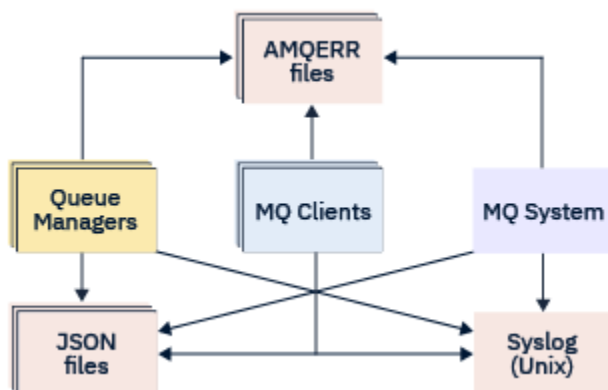 AMQERR
files
Queue
Managers
MQ Clients
MQ System
JSON
files
Syslog
(Unix)